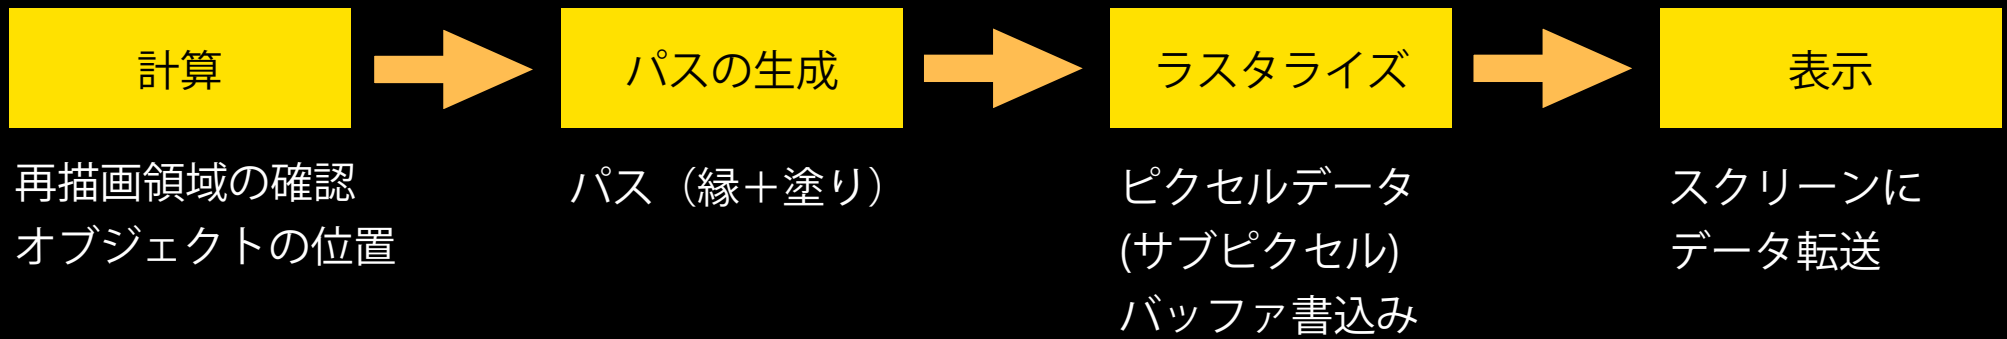 計算
パスの生成
ラスタライズ
表示
再描画領域の確認
オブジェクトの位置
パス（縁＋塗り）
ピクセルデータ
(サブピクセル)
バッファ書込み
スクリーンに
データ転送